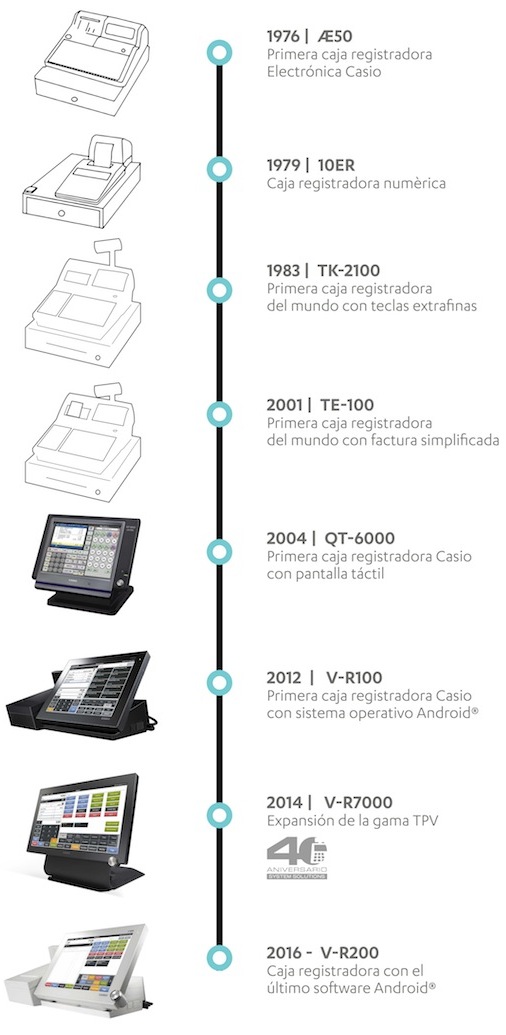 1976 | Æ50
Primera caja registradora
Electrónica Casio
1979 | 10ER
Caja registradora numèrica
1983 | TK-2100
Primera caja registradora
del mundo con teclas extrafinas
2001 | TE-100
Primera caja registradora
del mundo con factura simplificada
2004 | QT-6000
Primera caja registradora Casio
con pantalla táctil
2012 | V-R100
Primera caja registradora Casio
con sistema operativo Android®
2014 | V-R7000
Expansión de la gama TPV
40
ANIVERSARIO
SYSTEM SOLUTIONS
2016 - V-R200
Caja registradora con el
último software Android®